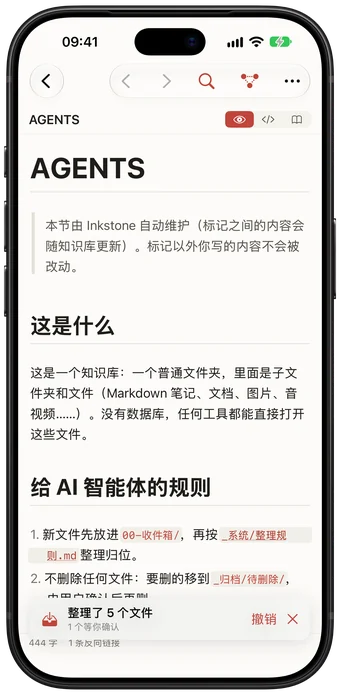 09:41
AGENTS
AGENTS
本节由 Inkstone 自动维护（标记之间的内容会
随知识库更新）。标记以外你写的内容不会被
改动。
这是什么
这是一个知识库：一个普通文件夹，里面是子文
件夹和文件（Markdown 笔记、文档、图片、音
视频……）。没有数据库，任何工具都能直接打开
这些文件。
给 AI 智能体的规则
1. 新文件先放进 00-收件箱/，再按 _系统/整理规
则.md 整理归位。
2. 不删除任何文件：要删的移到 _归档/待删除/，
整理了 5 个文件
1 个等你确认
撤销
444 字 · 1 条反向链接